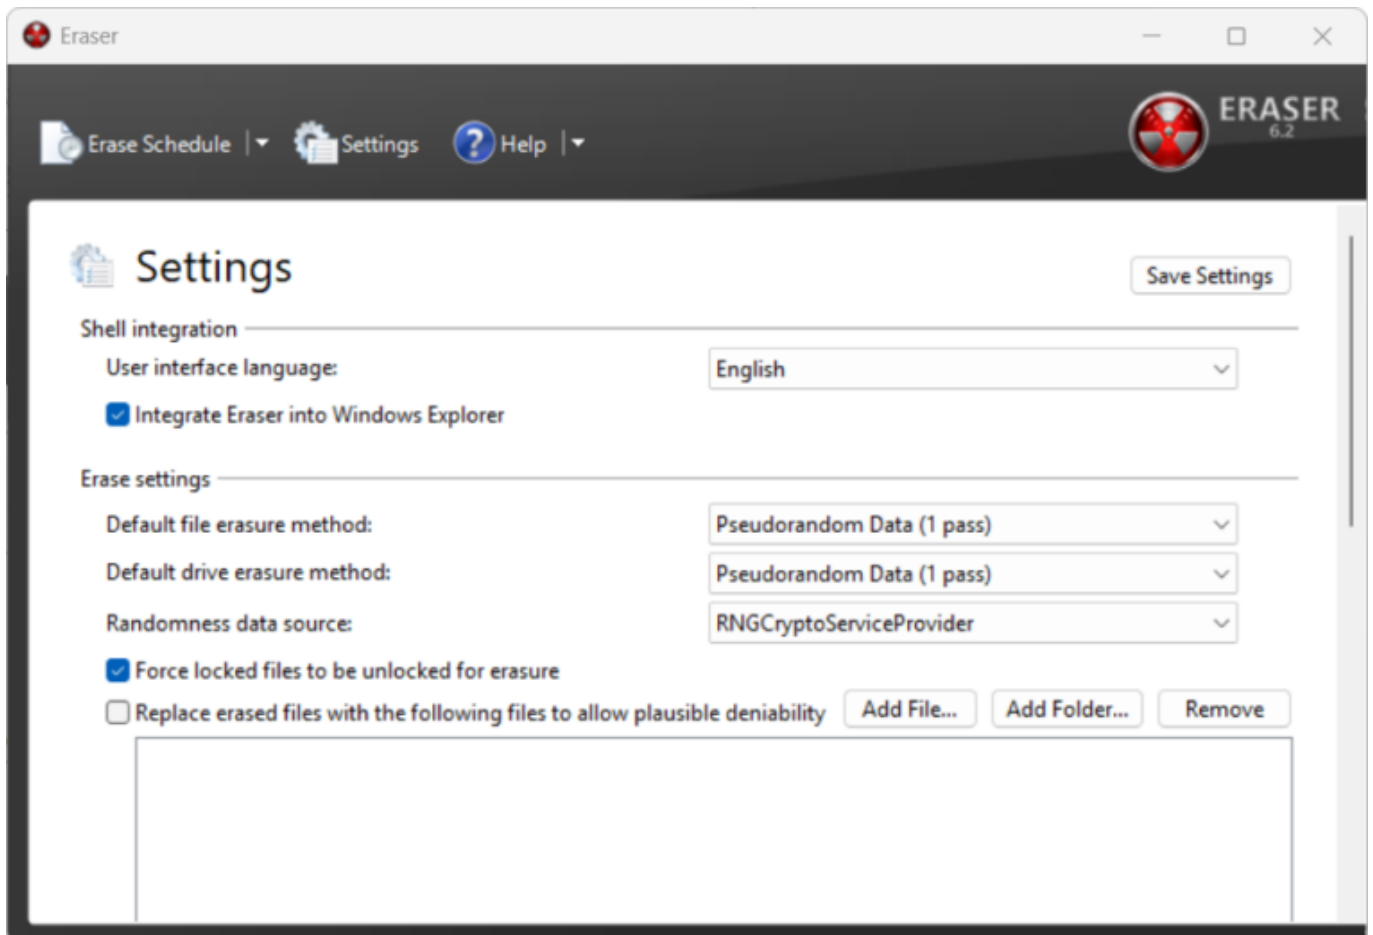 Eraser
Erase Schedule
Settings
Help
ERASER
6.2
Settings
Save Settings
Shell integration
User interface language:
English
Integrate Eraser into Windows Explorer
Erase settings
Default file erasure method:
Pseudorandom Data (1 pass)
Default drive erasure method:
Pseudorandom Data (1 pass)
Randomness data source:
RNGCryptoServiceProvider
Force locked files to be unlocked for erasure
Replace erased files with the following files to allow plausible deniability
Add File...
Add Folder...
Remove